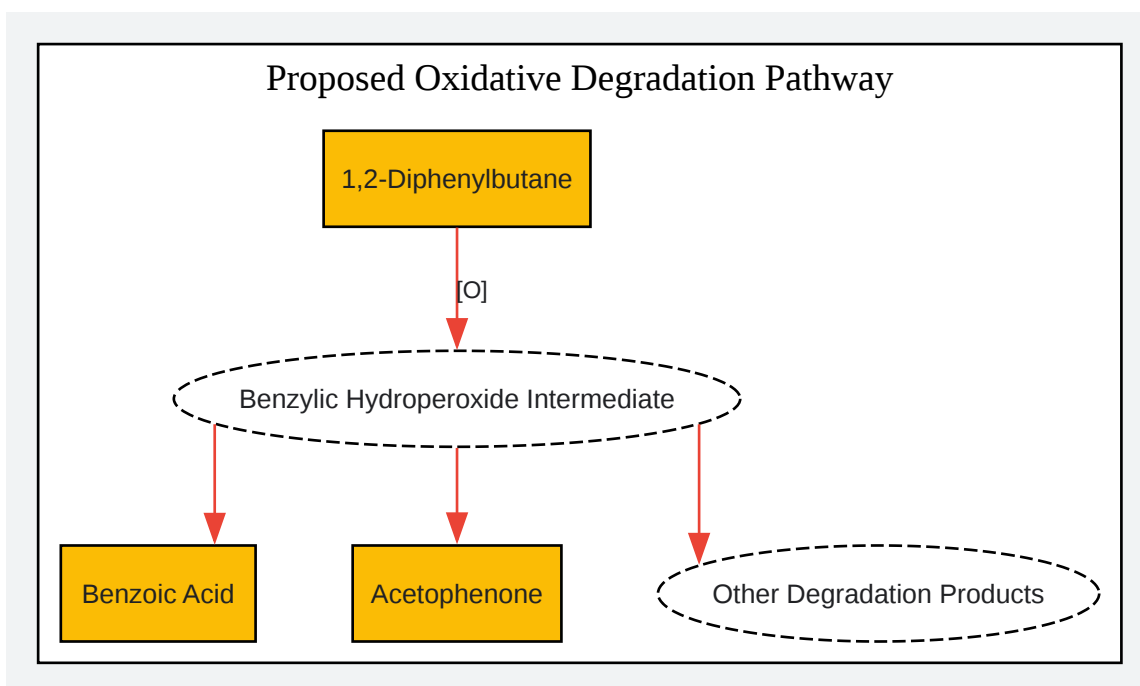 Proposed Oxidative Degradation Pathway
1,2-Diphenylbutane
[O]
Benzylic Hydroperoxide Intermediate
Benzoic Acid
Acetophenone
Other Degradation Products